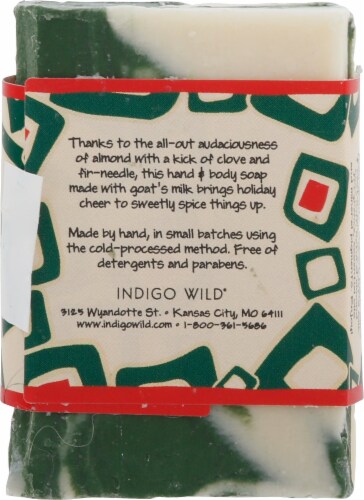 Thanks to the all-out audaciousness
of almond with a kick of clove and
fir-needle, this hand & body soap
made with goat's milk brings holiday
cheer to sweetly spice things up.
Made by hand, in small batches using
the cold-processed method. Free of
detergents and parabens.
INDIGO WILD®
3125 Wyandotte St. • Kansas City, MO 64111
www.indigowild.com • 1-800-361-5686